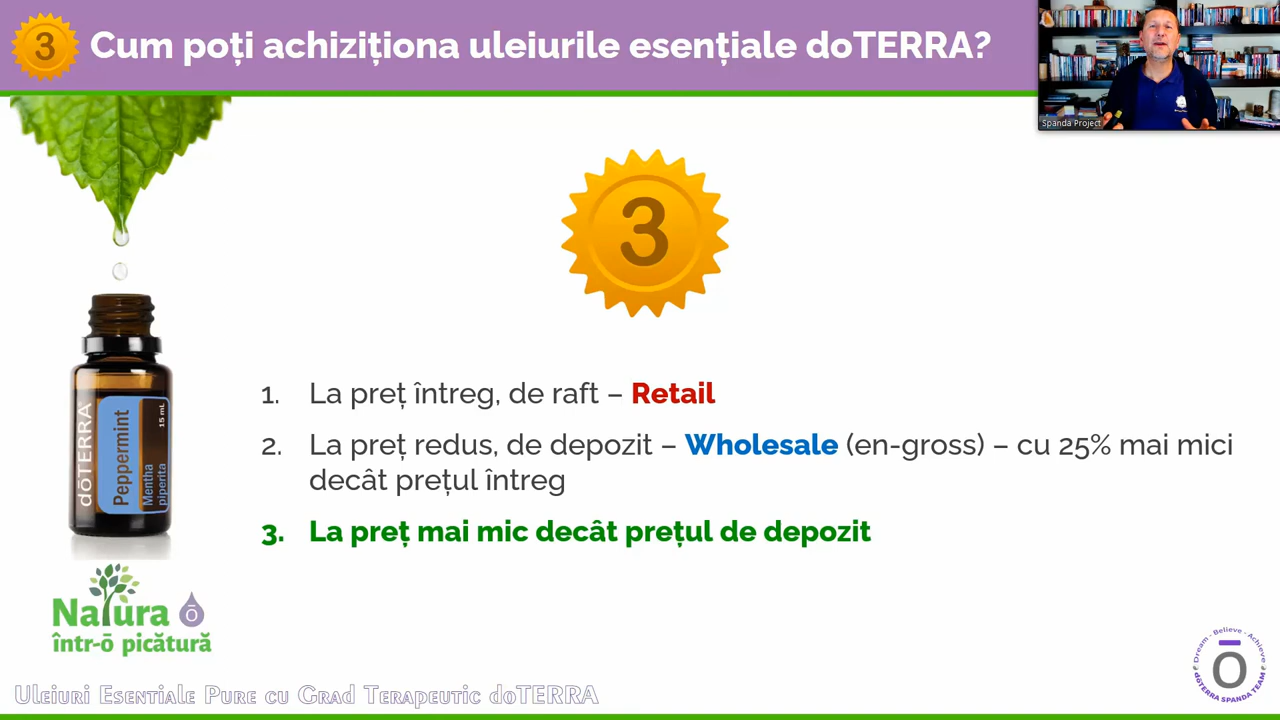 3 Cum poți achiziționa uleiurile esențiale doTERRA?
Spanda Project
3
1. La preț întreg, de raft – Retail
2. La preț redus, de depozit – Wholesale (en-gross) – cu 25% mai mici
decât prețul întreg
3. La preț mai mic decât prețul de depozit
dōTERRA
Peppermint
Mentha
piperita
15 mL
Natura ō
într-ō picătură
Uleiuri Esentiale Pure cu Grad Terapeutic doTERRA
Dream - Believe - Achieve
Ō
dōTERRA SPANDA TEAM